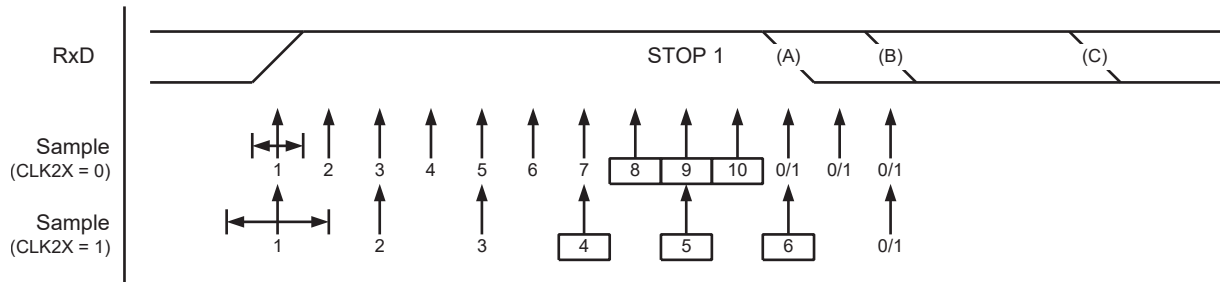 RxD
STOP 1
(A)
(B)
(C)
Sample
(CLK2X = 0)
1 2 3 4 5 6 7 8 9 10 0/1 0/1 0/1
Sample
(CLK2X = 1)
1 2 3 4 5 6 0/1